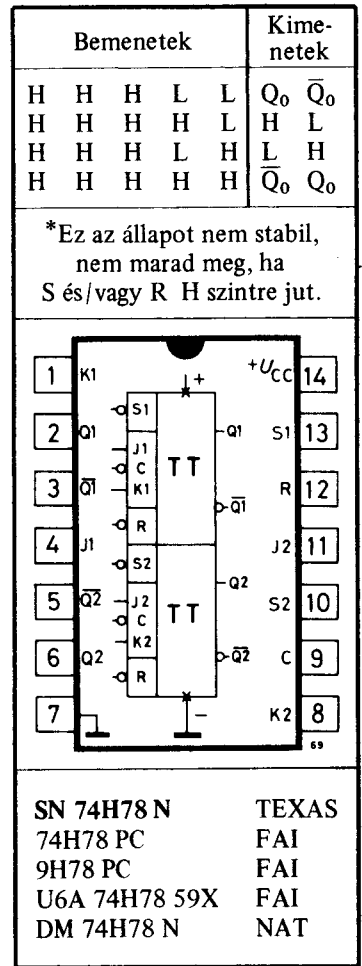 Bemenetek Kime-
netek
H H H L L Q₀ Q̅₀
H H H H L H L
H H H L H L H
H H H H H Q̅₀ Q₀
*Ez az állapot nem stabil,
nem marad meg, ha
S és/vagy R H szintre jut.
1 K1 + +UCC 14
2 Q1 S1 Q1 S1 13
3 Q̅1̅ J1 C K1 TT Q̅1̅ R 12
4 J1 R J2 11
5 Q̅2̅ S2 J2 C K2 TT Q2 S2 10
6 Q2 R Q̅2̅ C 9
7 − K2 8
69
SN 74H78 N TEXAS
74H78 PC FAI
9H78 PC FAI
U6A 74H78 59X FAI
DM 74H78 N NAT